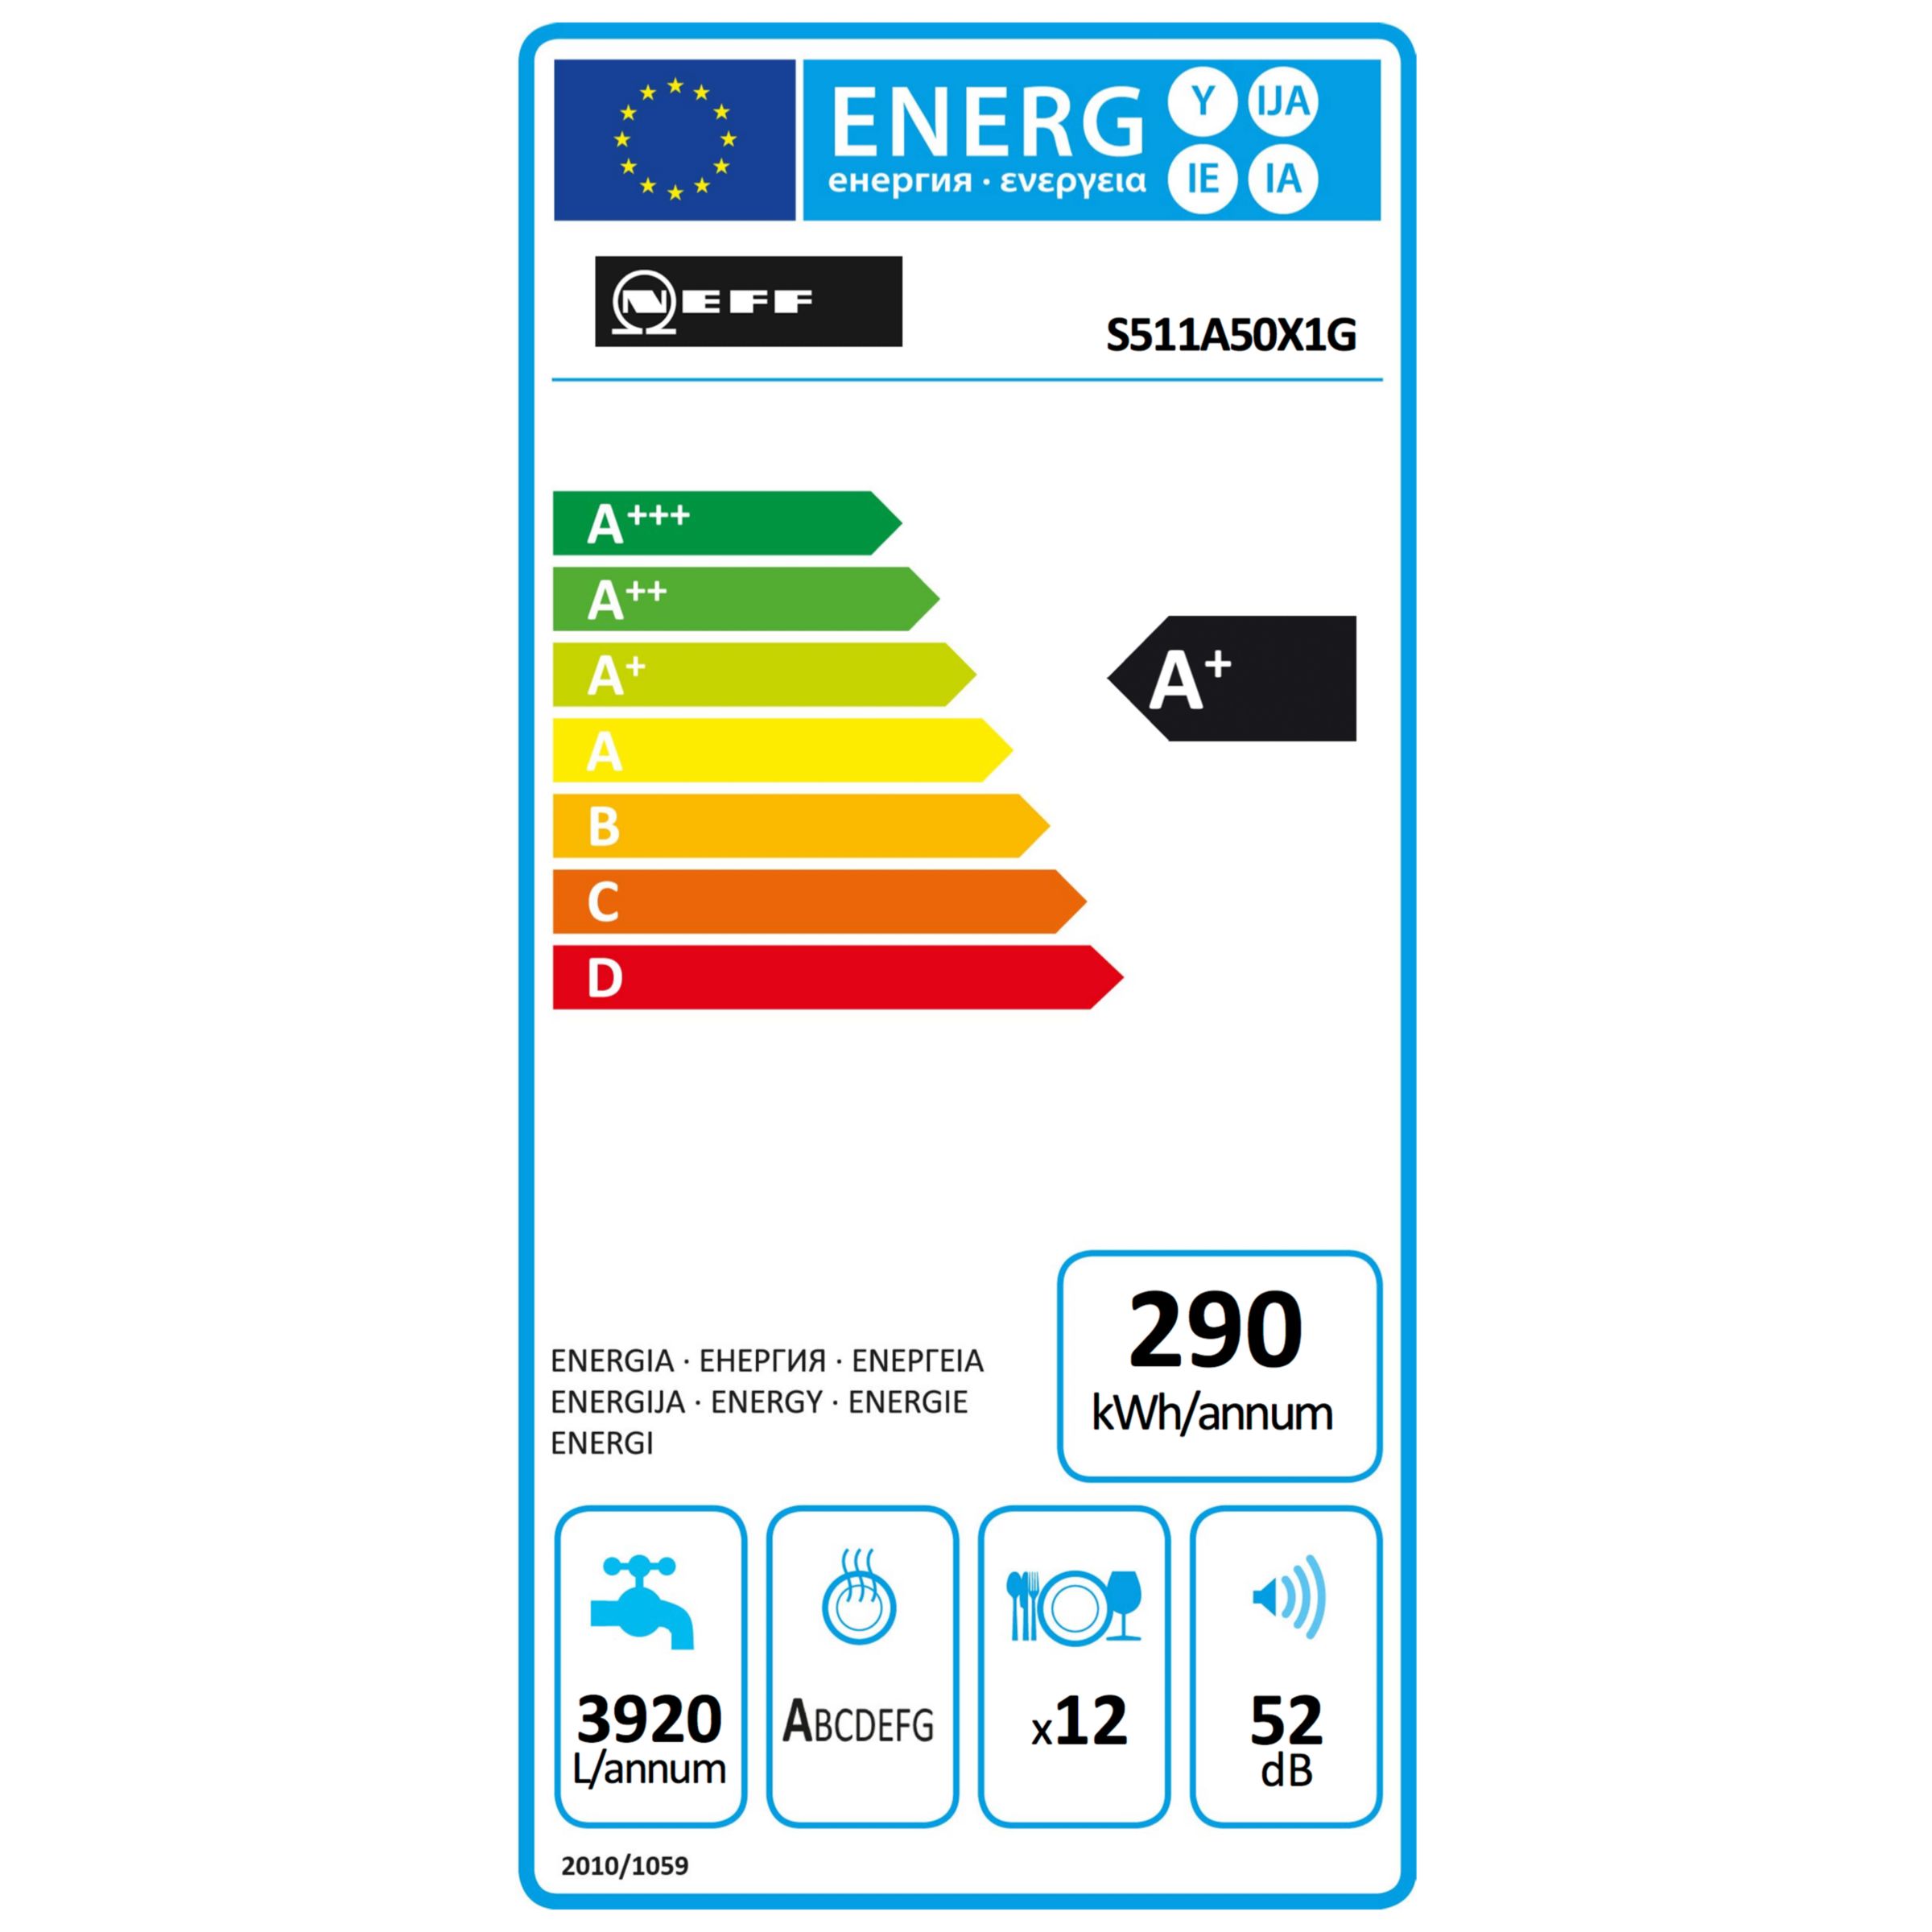 ENERG Y IJA
енергия · ενεργεια IE IA
NEFF
S511A50X1G
A+++
A++
A+
A+
A
B
C
D
290
kWh/annum
ENERGIA · ЕНЕРГИЯ · ΕΝΕΡΓΕΙΑ
ENERGIJA · ENERGY · ENERGIE
ENERGI
3920
L/annum
ABCDEFG
x12
52
dB
2010/1059